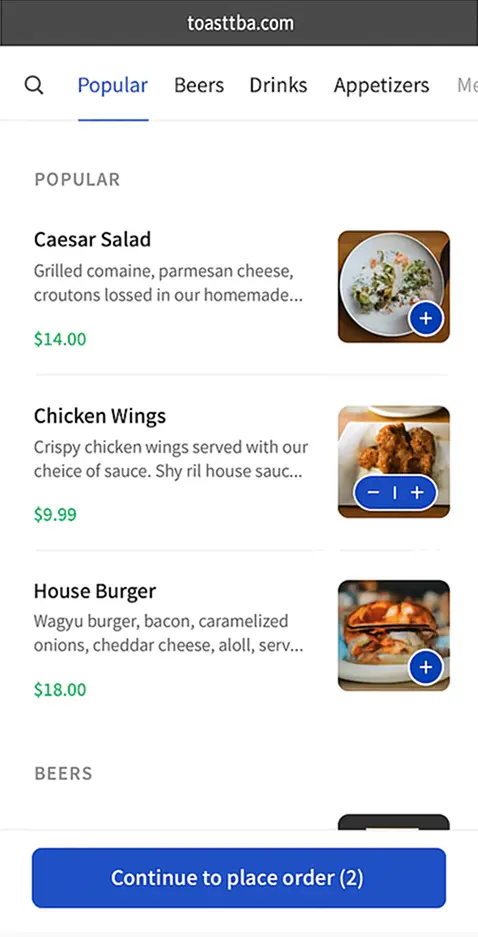 toasttba.com
Popular Beers Drinks Appetizers Me
POPULAR
Caesar Salad
Grilled comaine, parmesan cheese,
croutons lossed in our homemade...
$14.00
Chicken Wings
Crispy chicken wings served with our
cheice of sauce. Shy ril house sauc...
$9.99
− 1 +
House Burger
Wagyu burger, bacon, caramelized
onions, cheddar cheese, aloll, serv...
$18.00
BEERS
Continue to place order (2)